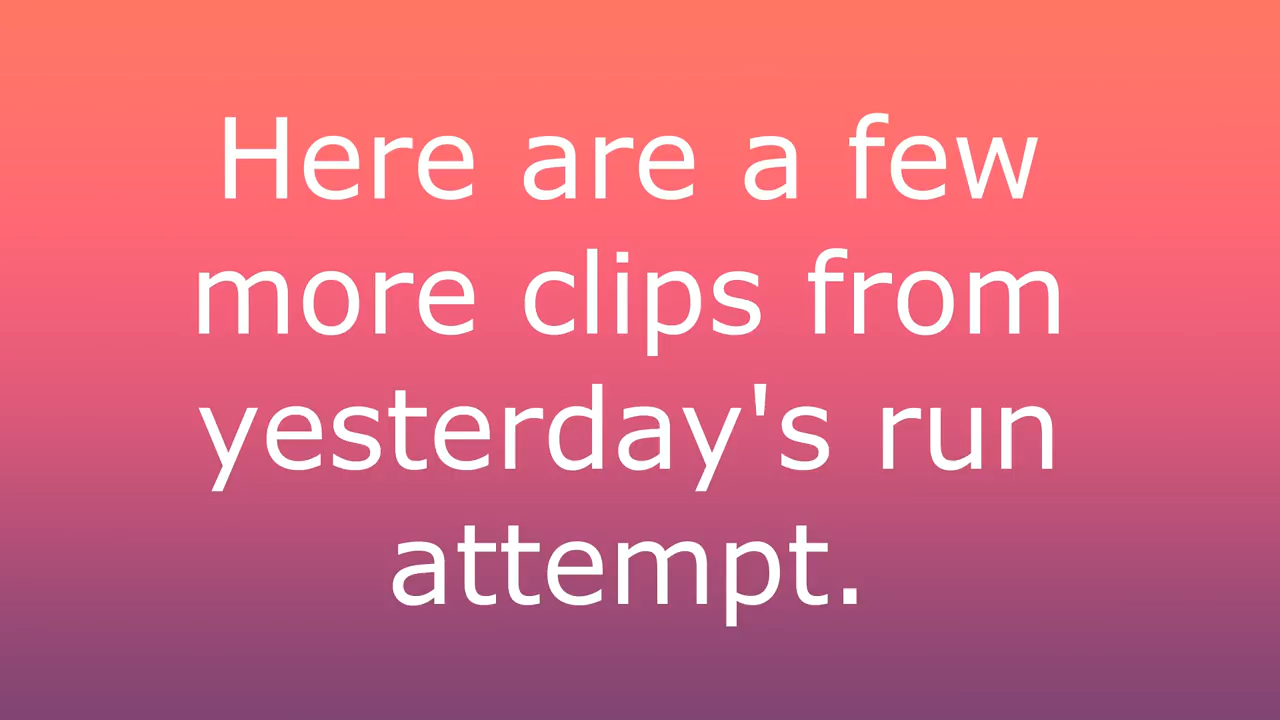 Here are a few
more clips from
yesterday's run
attempt.